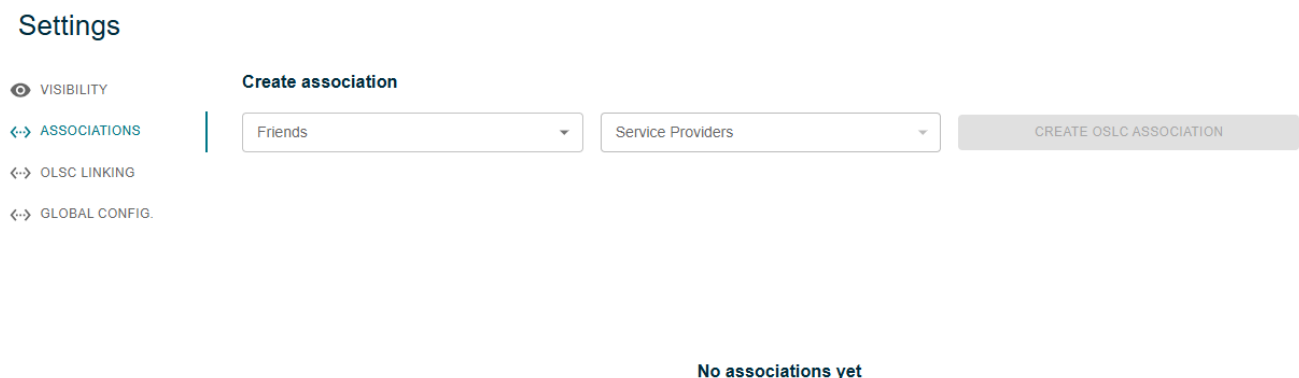 Settings
VISIBILITY
ASSOCIATIONS
OLSC LINKING
GLOBAL CONFIG.
Create association
Friends
Service Providers
CREATE OSLC ASSOCIATION
No associations yet